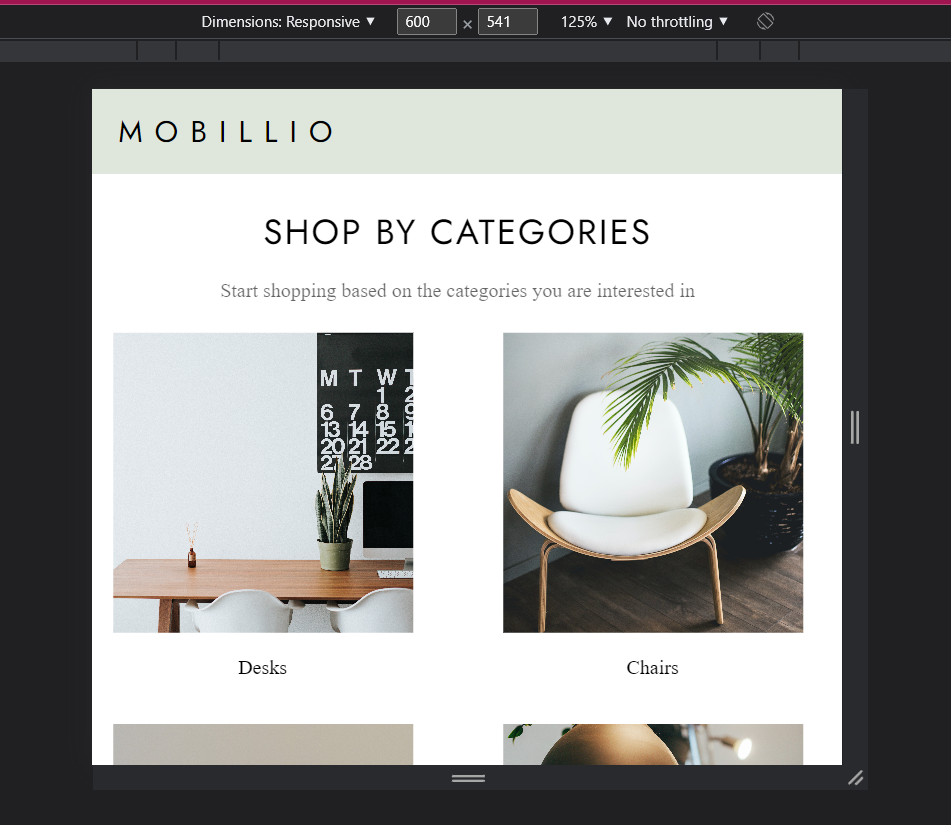 Dimensions: Responsive ▼ 600 × 541 125% ▼ No throttling ▼
MOBILLIO
SHOP BY CATEGORIES
Start shopping based on the categories you are interested in
M T W T
1 2
6 7 8 9
13 14 15 1
20 21 22 2
27 28
Desks
Chairs